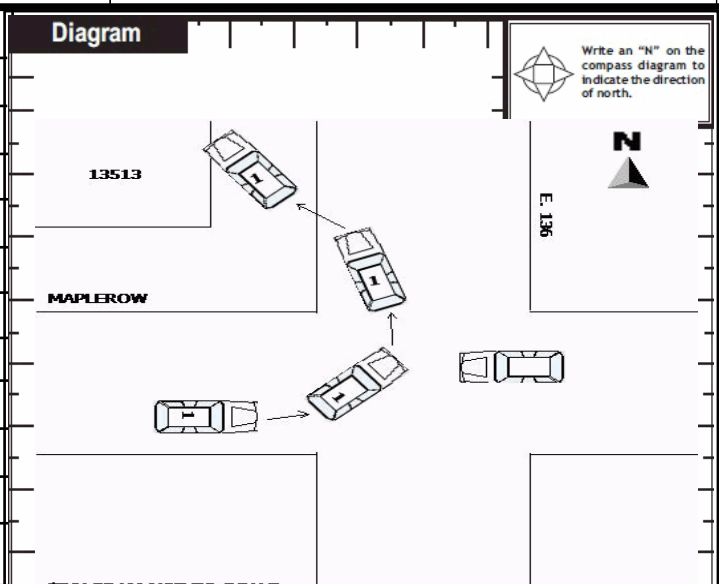 Diagram
Write an “N” on the
compass diagram to
indicate the direction
of north.
N
13513
E. 136
MAPLEROW
1
1
1
1